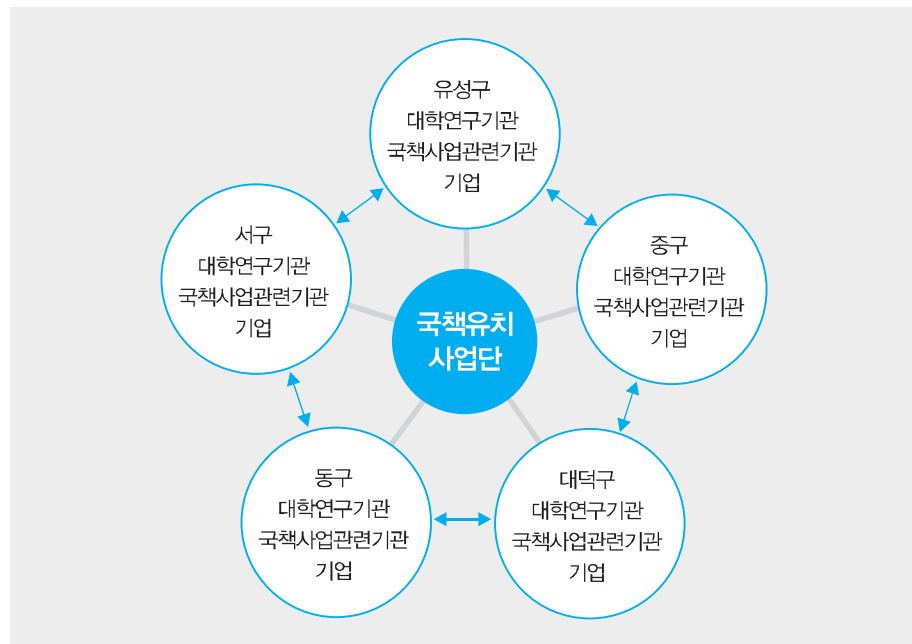 유성구
대학연구기관
국책사업관련기관
기업
서구
대학연구기관
국책사업관련기관
기업
중구
대학연구기관
국책사업관련기관
기업
국책유치
사업단
동구
대학연구기관
국책사업관련기관
기업
대덕구
대학연구기관
국책사업관련기관
기업